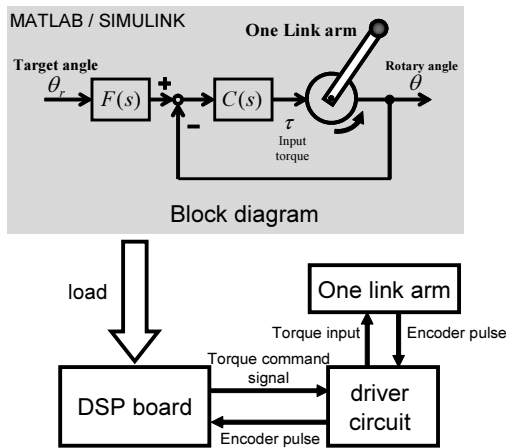 MATLAB / SIMULINK
One Link arm
Target angle
θr
F(s)
+
−
C(s)
τ
Input
torque
Rotary angle
θ
Block diagram
load
One link arm
Torque input
Encoder pulse
Torque command
signal
DSP board
driver
circuit
Encoder pulse